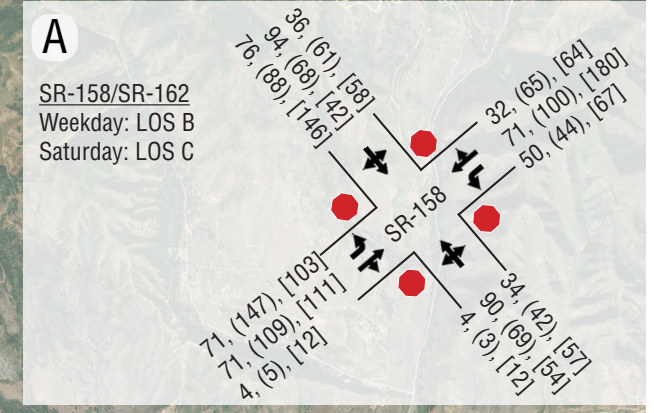 A
SR-158/SR-162
Weekday: LOS B
Saturday: LOS C
36, (61), [58]
94, (68), [42]
76, (88), [146]
32, (65), [64]
71, (100), [180]
50, (44), [67]
SR-158
71, (147), [103]
71, (109), [111]
4, (5), [12]
34, (42), [57]
90, (69), [54]
4, (3), [12]